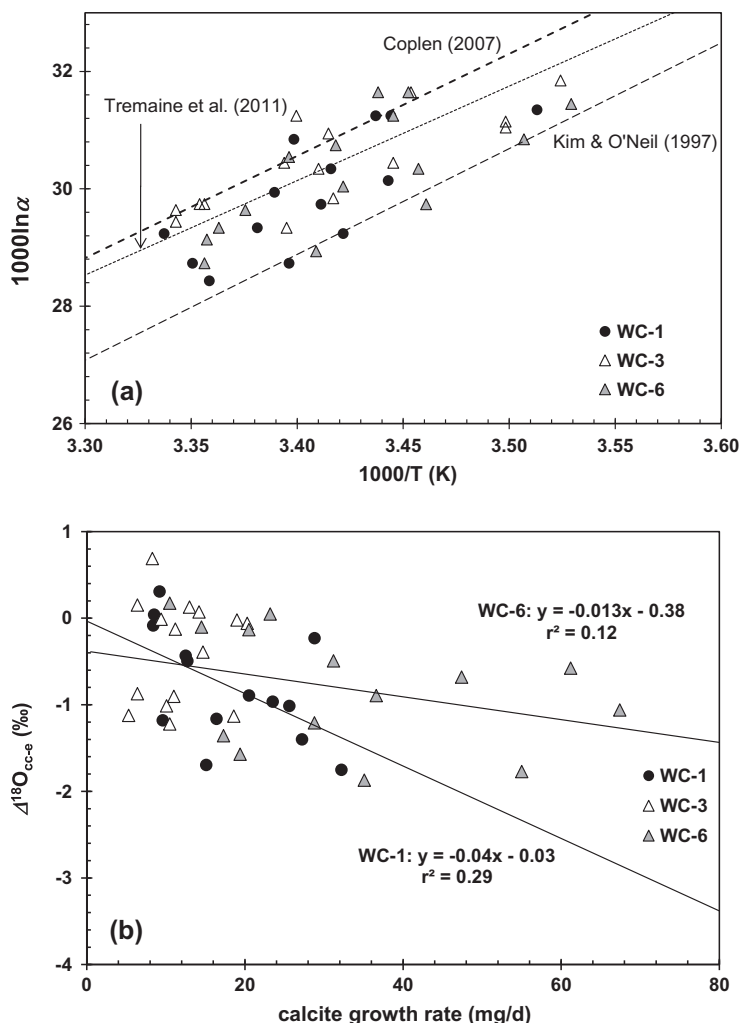 32
30
28
26
1000lnα
Coplen (2007)
Tremaine et al. (2011)
Kim & O'Neil (1997)
WC-1
WC-3
WC-6
(a)
3.30 3.35 3.40 3.45 3.50 3.55 3.60
1000/T (K)
1
0
-1
-2
-3
-4
Δ¹⁸Occ-e (‰)
WC-6: y = -0.013x - 0.38
r² = 0.12
WC-1
WC-3
WC-6
WC-1: y = -0.04x - 0.03
r² = 0.29
(b)
0 20 40 60 80
calcite growth rate (mg/d)